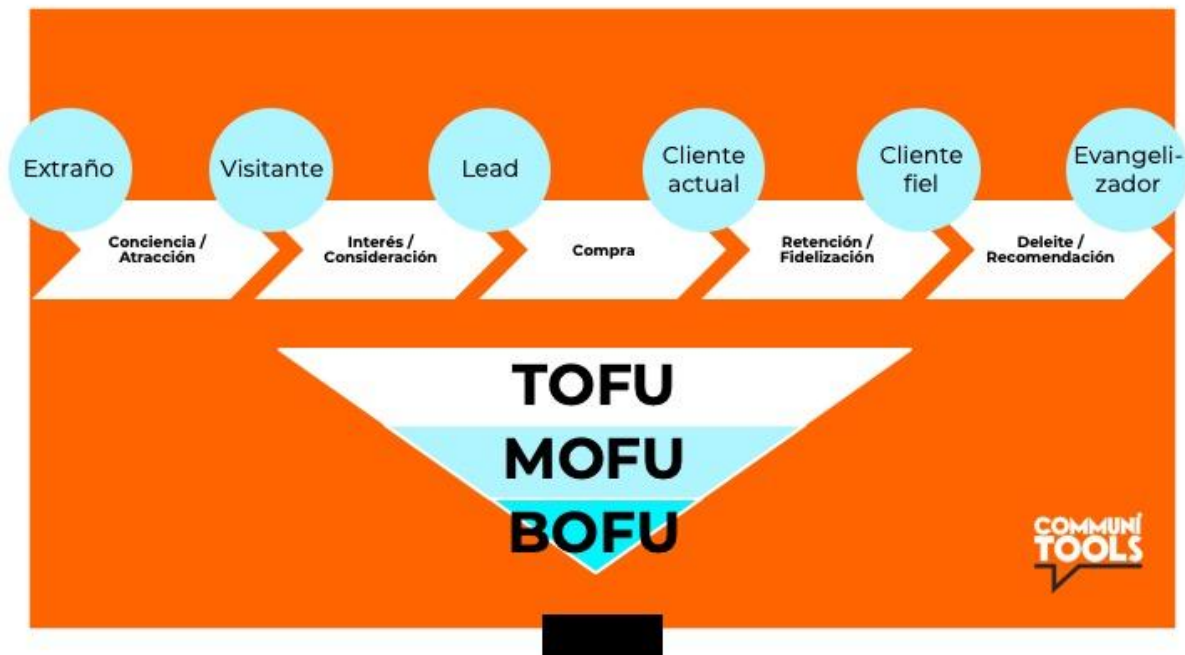 Extraño
Visitante
Lead
Cliente
actual
Cliente
fiel
Evangeli-
zador
Conciencia /
Atracción
Interés /
Consideración
Compra
Retención /
Fidelización
Deleite /
Recomendación
TOFU
MOFU
BOFU
COMMUNÍ
TOOLS